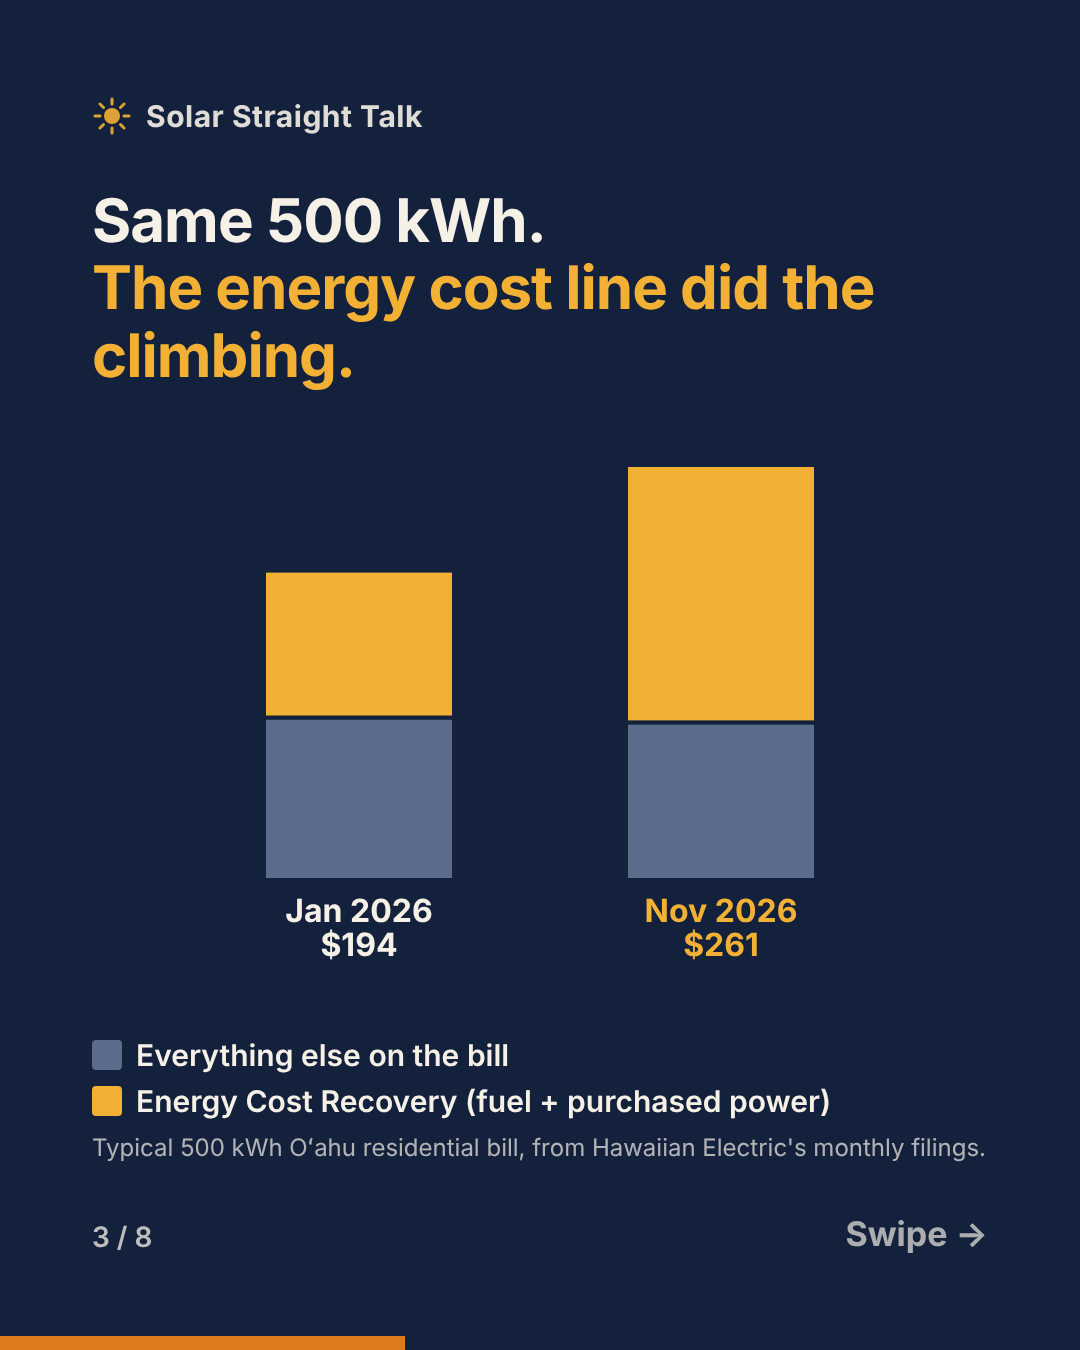 Solar Straight Talk
Same 500 kWh.
The energy cost line did the
climbing.
Jan 2026
$194
Nov 2026
$261
Everything else on the bill
Energy Cost Recovery (fuel + purchased power)
Typical 500 kWh Oʻahu residential bill, from Hawaiian Electric's monthly filings.
3 / 8
Swipe →